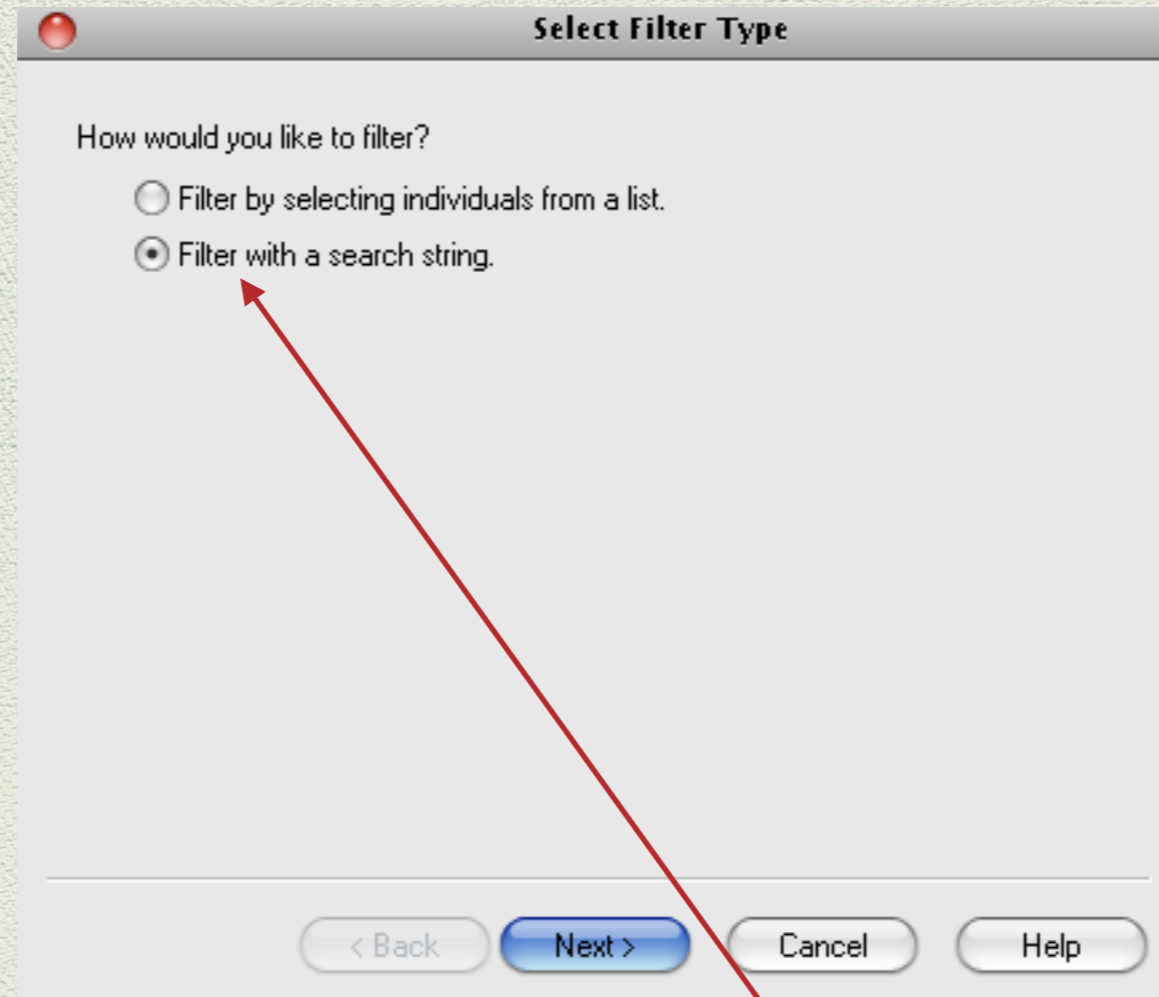 Select Filter Type
How would you like to filter?
Filter by selecting individuals from a list.
Filter with a search string.
< Back Next > Cancel Help